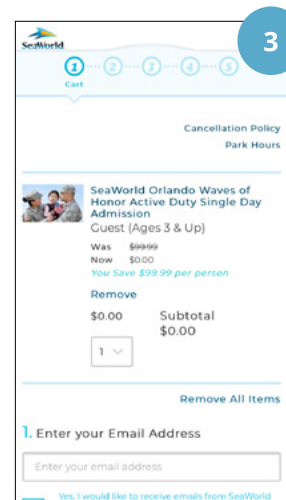 3
SeaWorld
1 2 3 4 5
Cart
Cancellation Policy
Park Hours
SeaWorld Orlando Waves of
Honor Active Duty Single Day
Admission
Guest (Ages 3 & Up)
Was $99.99
Now $0.00
You Save $99.99 per person
Remove
$0.00 Subtotal
$0.00
1
Remove All Items
1. Enter your Email Address
Enter your email address
Yes, I would like to receive emails from SeaWorld